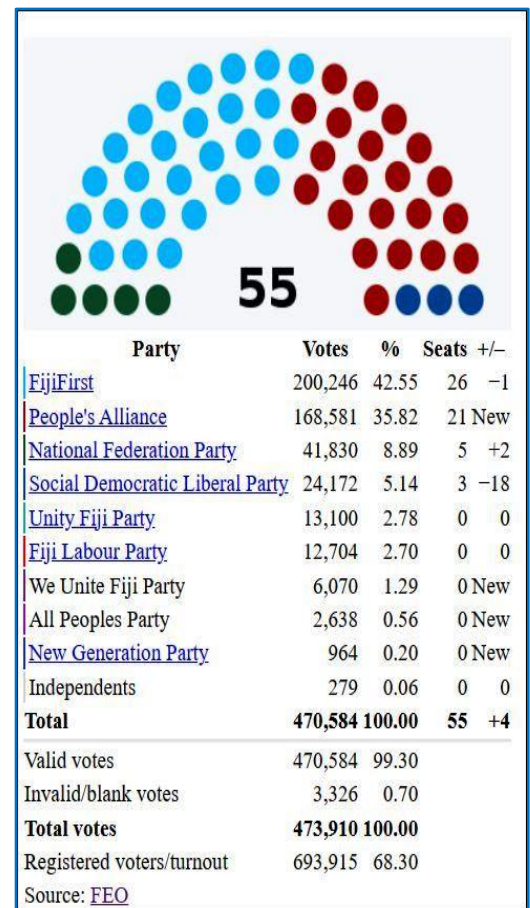 55
Party Votes % Seats +/–
FijiFirst 200,246 42.55 26 −1
People's Alliance 168,581 35.82 21 New
National Federation Party 41,830 8.89 5 +2
Social Democratic Liberal Party 24,172 5.14 3 −18
Unity Fiji Party 13,100 2.78 0 0
Fiji Labour Party 12,704 2.70 0 0
We Unite Fiji Party 6,070 1.29 0 New
All Peoples Party 2,638 0.56 0 New
New Generation Party 964 0.20 0 New
Independents 279 0.06 0 0
Total 470,584 100.00 55 +4
Valid votes 470,584 99.30
Invalid/blank votes 3,326 0.70
Total votes 473,910 100.00
Registered voters/turnout 693,915 68.30
Source: FEO